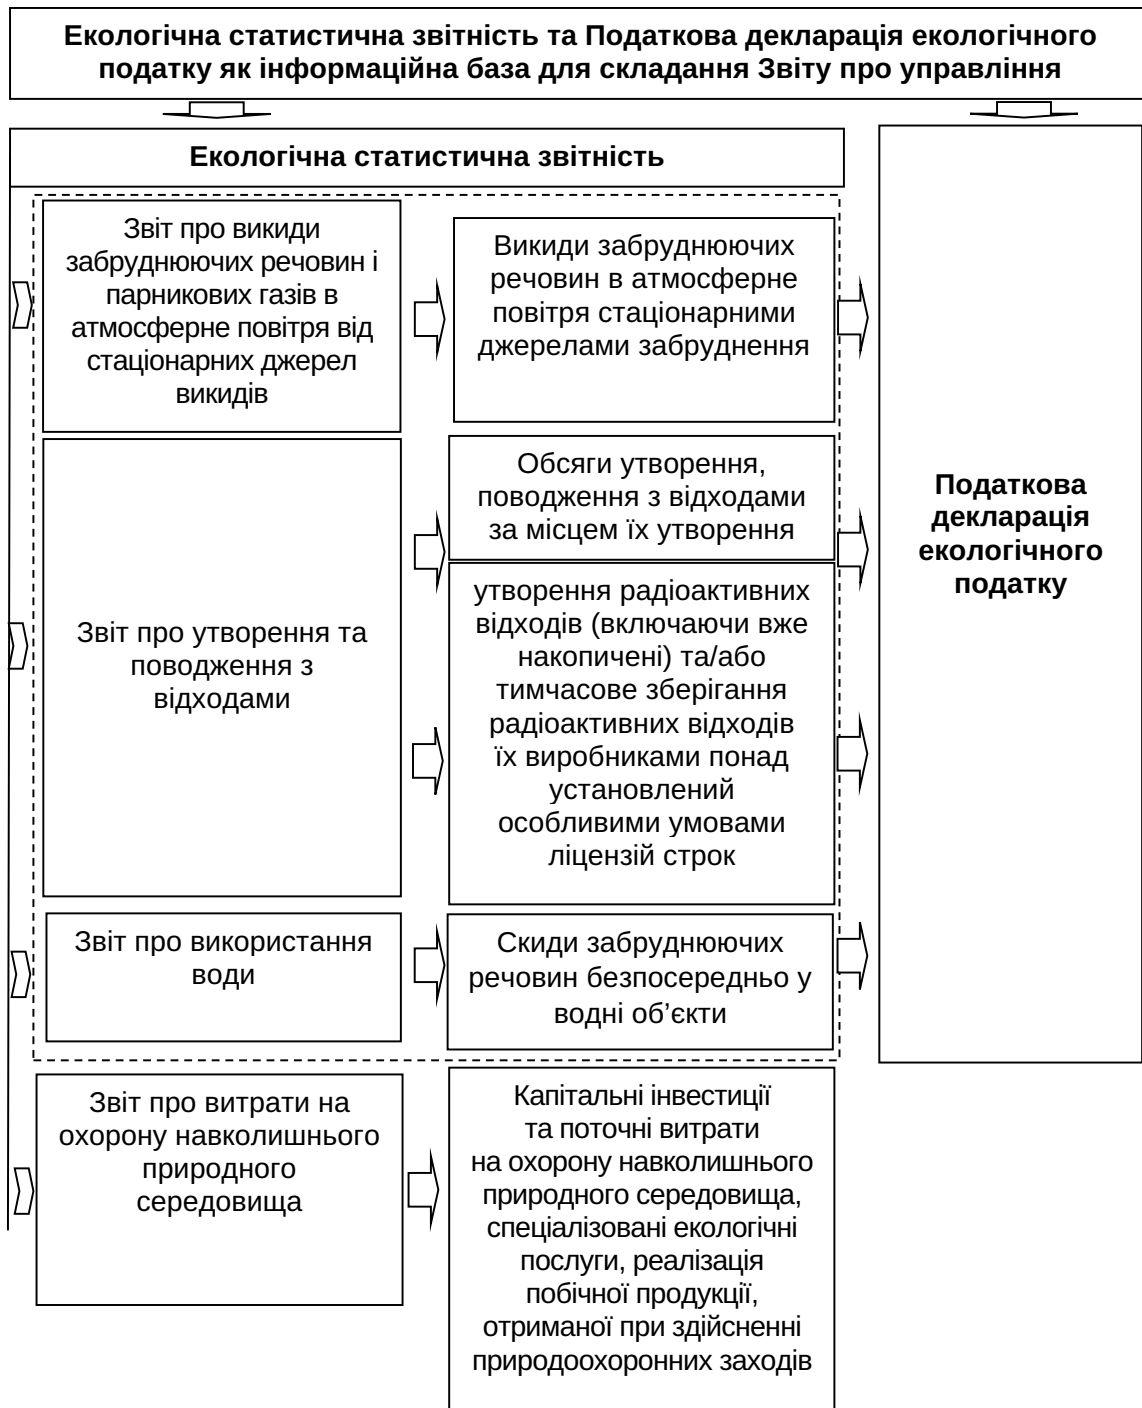 Екологічна статистична звітність та Податкова декларація екологічного
податку як інформаційна база для складання Звіту про управління
Екологічна статистична звітність
Звіт про викиди
забруднюючих речовин і
парникових газів в
атмосферне повітря від
стаціонарних джерел
викидів
Викиди забруднюючих
речовин в атмосферне
повітря стаціонарними
джерелами забруднення
Звіт про утворення та
поводження з
відходами
Обсяги утворення,
поводження з відходами
за місцем їх утворення
утворення радіоактивних
відходів (включаючи вже
накопичені) та/або
тимчасове зберігання
радіоактивних відходів
їх виробниками понад
установлений
особливими умовами
ліцензій строк
Звіт про використання
води
Скиди забруднюючих
речовин безпосередньо у
водні об’єкти
Звіт про витрати на
охорону навколишнього
природного
середовища
Капітальні інвестиції
та поточні витрати
на охорону навколишнього
природного середовища,
спеціалізовані екологічні
послуги, реалізація
побічної продукції,
отриманої при здійсненні
природоохоронних заходів
Податкова
декларація
екологічного
податку